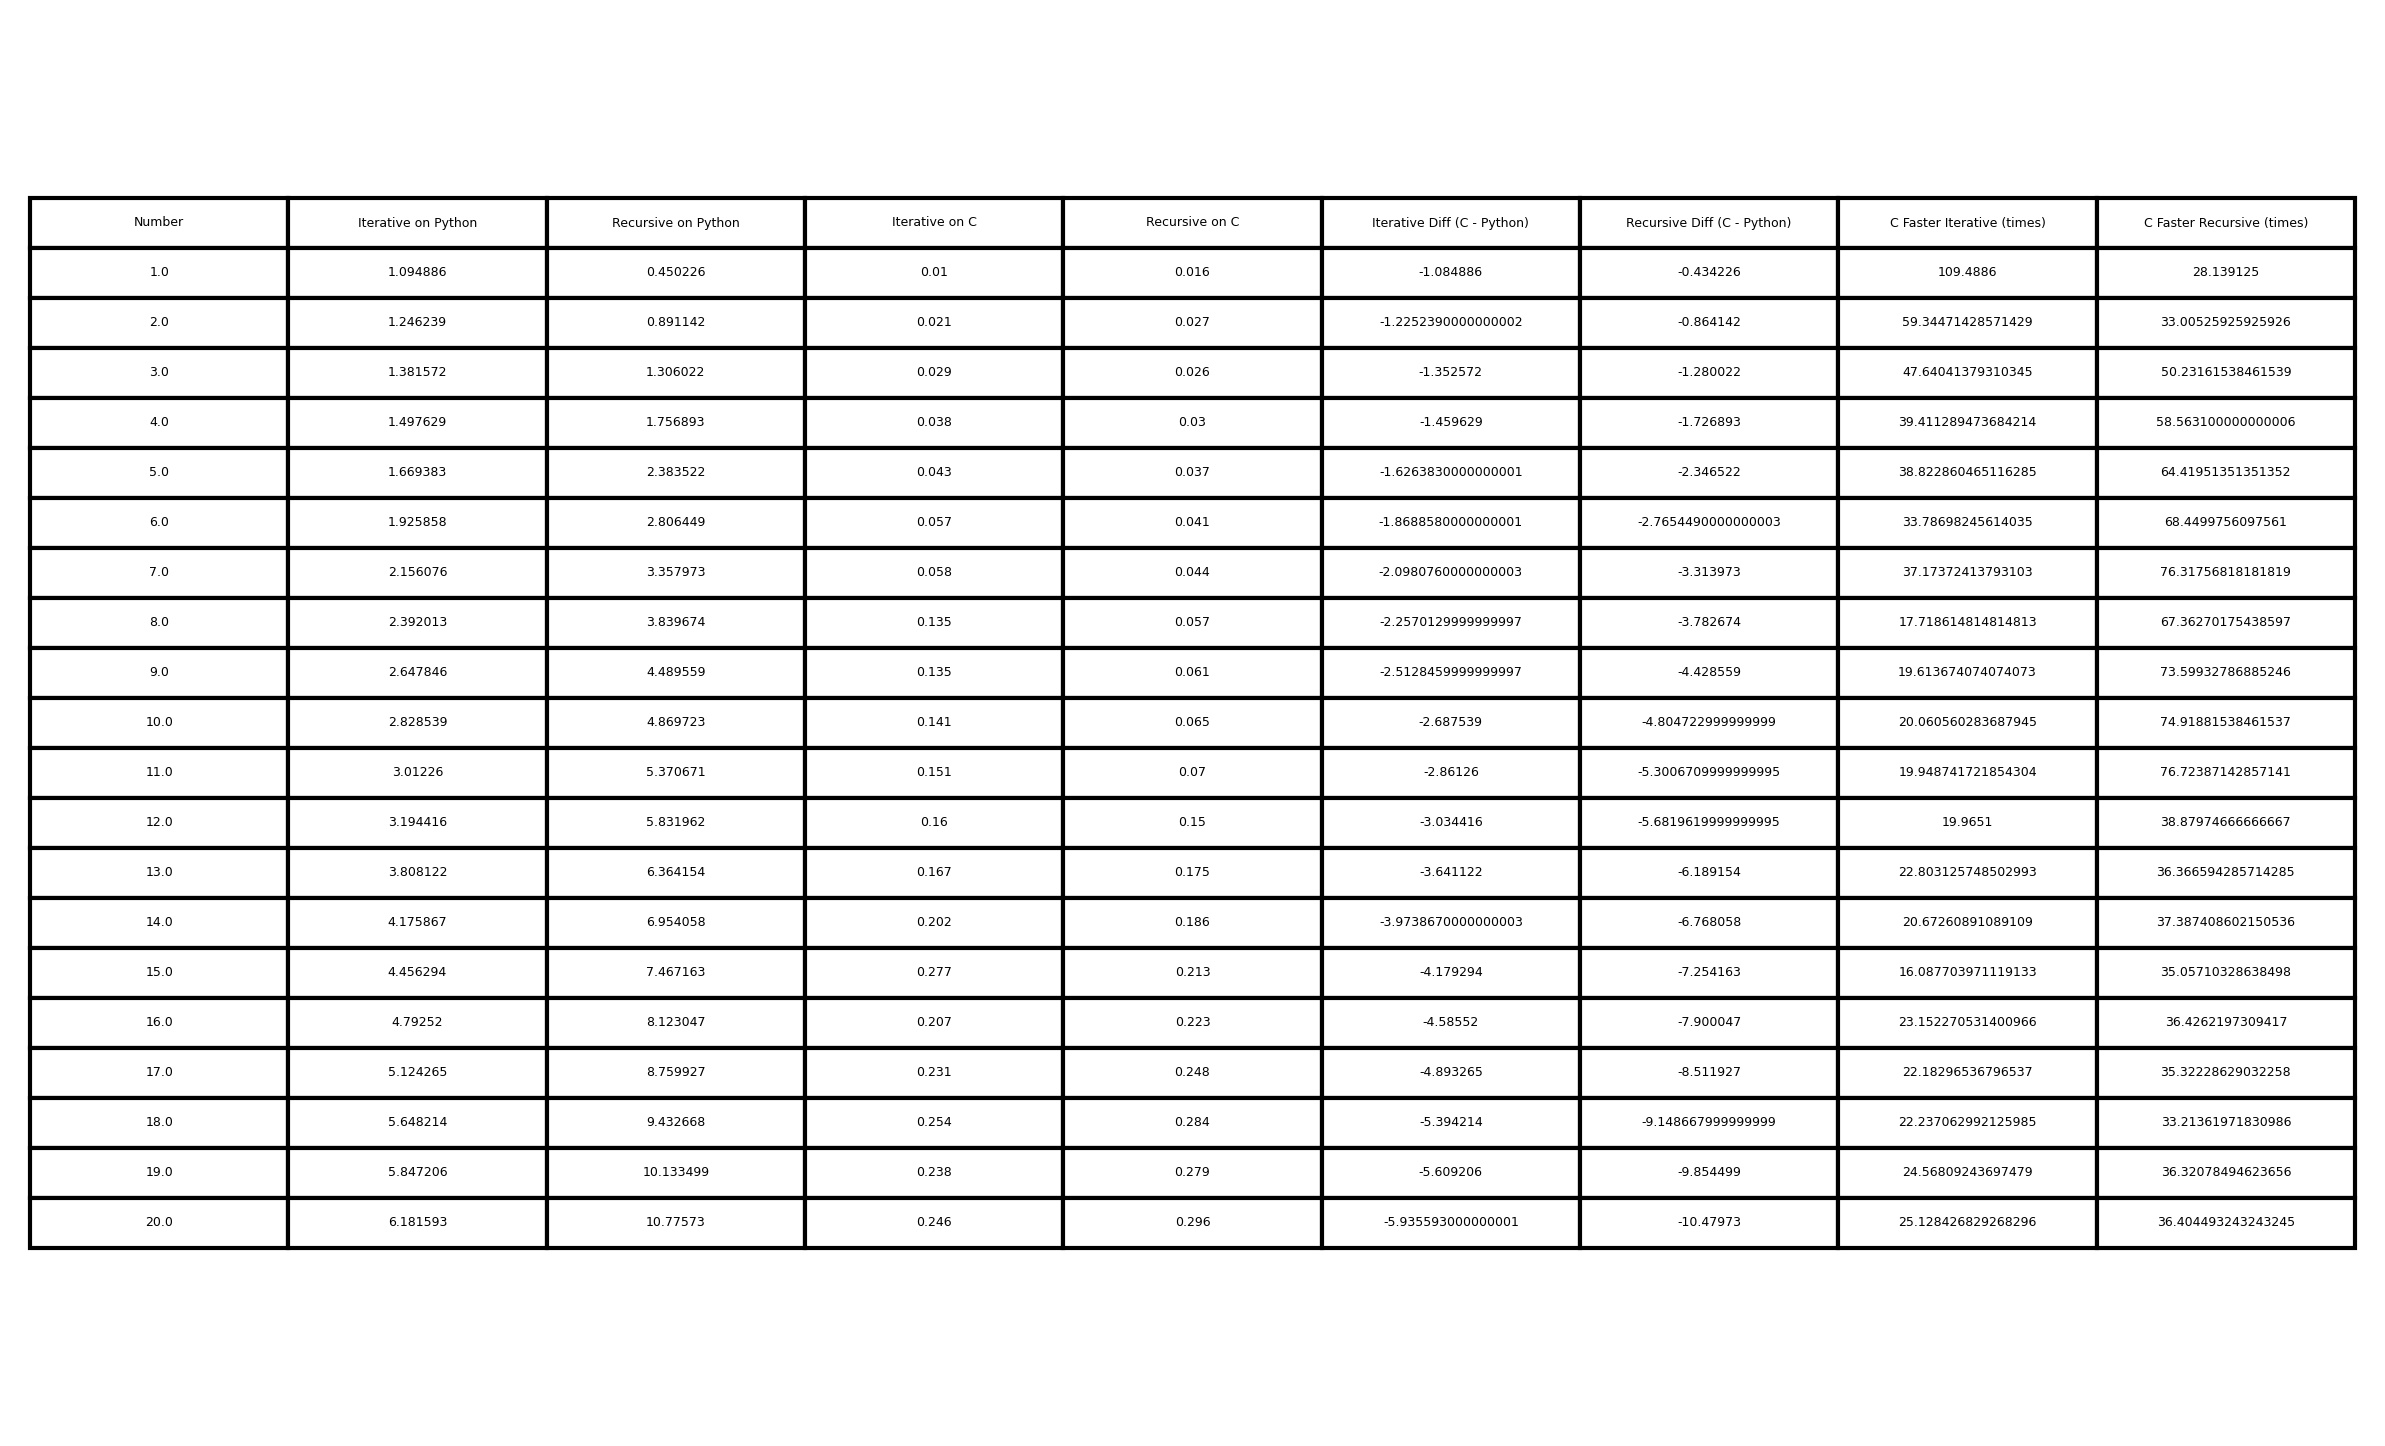 Number Iterative on Python Recursive on Python Iterative on C Recursive on C Iterative Diff (C - Python) Recursive Diff (C - Python) C Faster Iterative (times) C Faster Recursive (times)
1.0 1.094886 0.450226 0.01 0.016 -1.084886 -0.434226 109.4886 28.139125
2.0 1.246239 0.891142 0.021 0.027 -1.2252390000000002 -0.864142 59.34471428571429 33.00525925925926
3.0 1.381572 1.306022 0.029 0.026 -1.352572 -1.280022 47.64041379310345 50.23161538461539
4.0 1.497629 1.756893 0.038 0.03 -1.459629 -1.726893 39.411289473684214 58.563100000000006
5.0 1.669383 2.383522 0.043 0.037 -1.6263830000000001 -2.346522 38.822860465116285 64.41951351351352
6.0 1.925858 2.806449 0.057 0.041 -1.8688580000000001 -2.7654490000000003 33.78698245614035 68.4499756097561
7.0 2.156076 3.357973 0.058 0.044 -2.0980760000000003 -3.313973 37.17372413793103 76.31756818181819
8.0 2.392013 3.839674 0.135 0.057 -2.2570129999999997 -3.782674 17.718614814814813 67.36270175438597
9.0 2.647846 4.489559 0.135 0.061 -2.5128459999999997 -4.428559 19.613674074074073 73.59932786885246
10.0 2.828539 4.869723 0.141 0.065 -2.687539 -4.804722999999999 20.060560283687945 74.91881538461537
11.0 3.01226 5.370671 0.151 0.07 -2.86126 -5.3006709999999995 19.948741721854304 76.72387142857141
12.0 3.194416 5.831962 0.16 0.15 -3.034416 -5.6819619999999995 19.9651 38.87974666666667
13.0 3.808122 6.364154 0.167 0.175 -3.641122 -6.189154 22.803125748502993 36.366594285714285
14.0 4.175867 6.954058 0.202 0.186 -3.9738670000000003 -6.768058 20.67260891089109 37.387408602150536
15.0 4.456294 7.467163 0.277 0.213 -4.179294 -7.254163 16.087703971119133 35.05710328638498
16.0 4.79252 8.123047 0.207 0.223 -4.58552 -7.900047 23.152270531400966 36.4262197309417
17.0 5.124265 8.759927 0.231 0.248 -4.893265 -8.511927 22.18296536796537 35.32228629032258
18.0 5.648214 9.432668 0.254 0.284 -5.394214 -9.148667999999999 22.237062992125985 33.21361971830986
19.0 5.847206 10.133499 0.238 0.279 -5.609206 -9.854499 24.56809243697479 36.32078494623656
20.0 6.181593 10.77573 0.246 0.296 -5.935593000000001 -10.47973 25.128426829268296 36.404493243243245